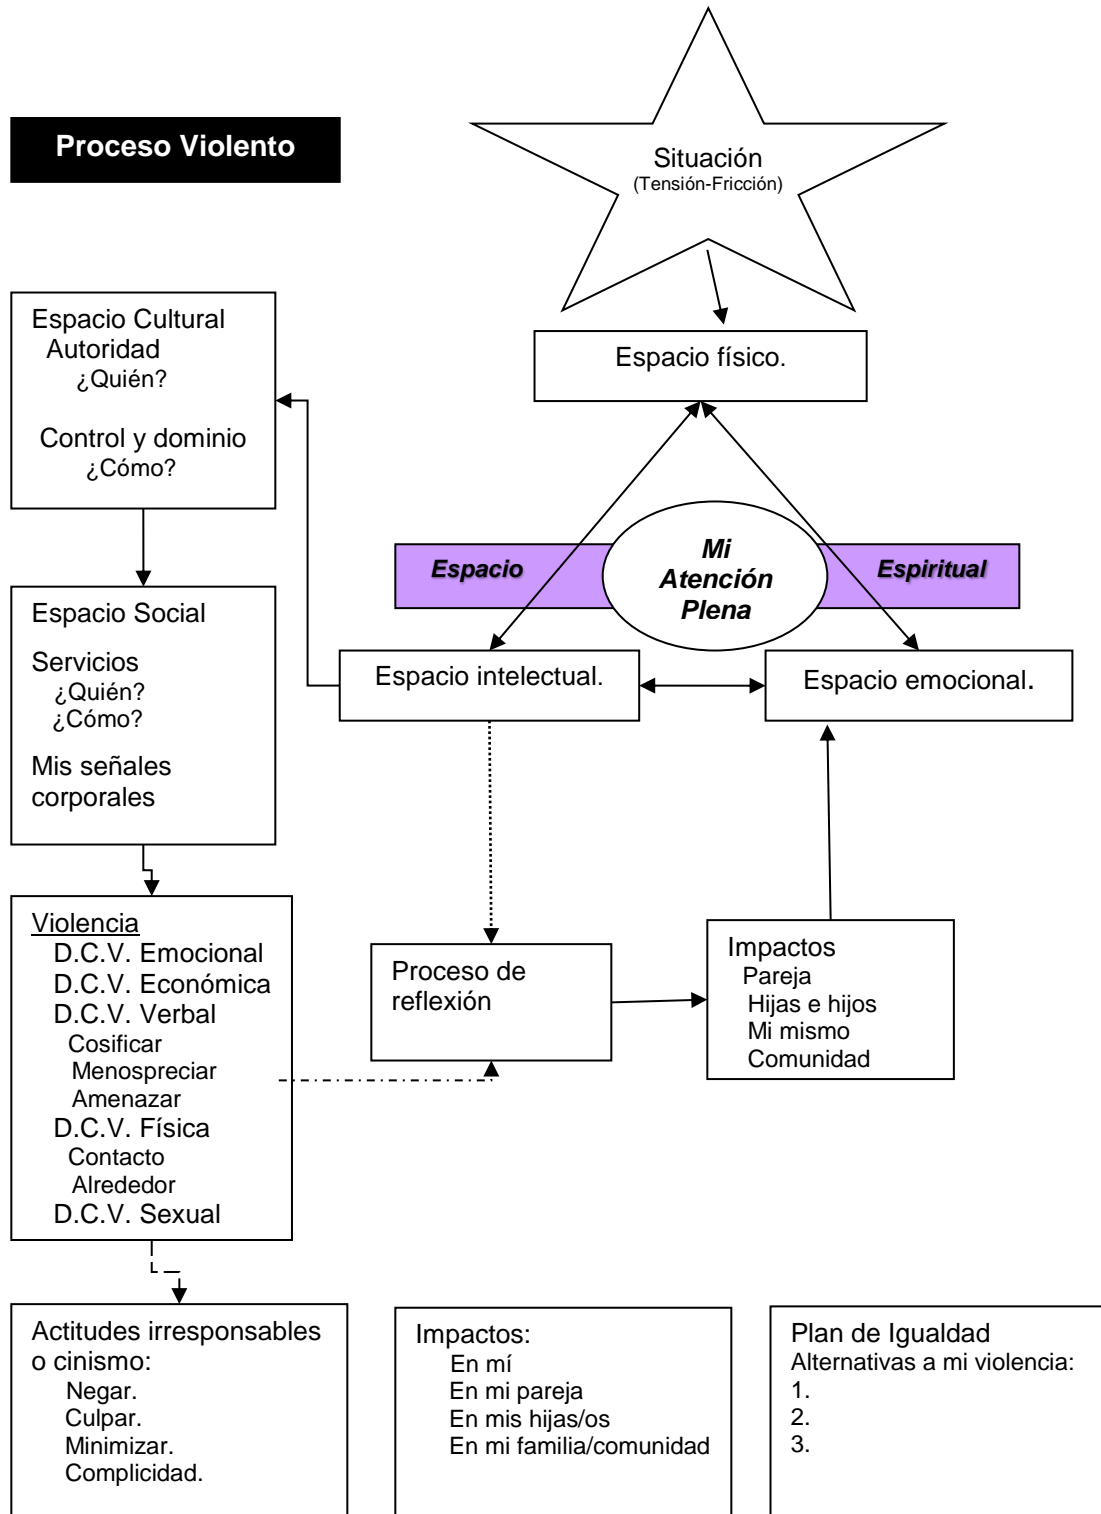 Proceso Violento
Situación
(Tensión-Fricción)
Espacio Cultural
Autoridad
¿Quién?
Control y dominio
¿Cómo?
Espacio físico.
Espacio
Mi
Atención
Plena
Espiritual
Espacio Social
Servicios
¿Quién?
¿Cómo?
Mis señales
corporales
Espacio intelectual.
Espacio emocional.
Violencia
D.C.V. Emocional
D.C.V. Económica
D.C.V. Verbal
Cosificar
Menospreciar
Amenazar
D.C.V. Física
Contacto
Alrededor
D.C.V. Sexual
Proceso de
reflexión
Impactos
Pareja
Hijas e hijos
Mi mismo
Comunidad
Actitudes irresponsables
o cinismo:
Negar.
Culpar.
Minimizar.
Complicidad.
Impactos:
En mí
En mi pareja
En mis hijas/os
En mi familia/comunidad
Plan de Igualdad
Alternativas a mi violencia:
1.
2.
3.